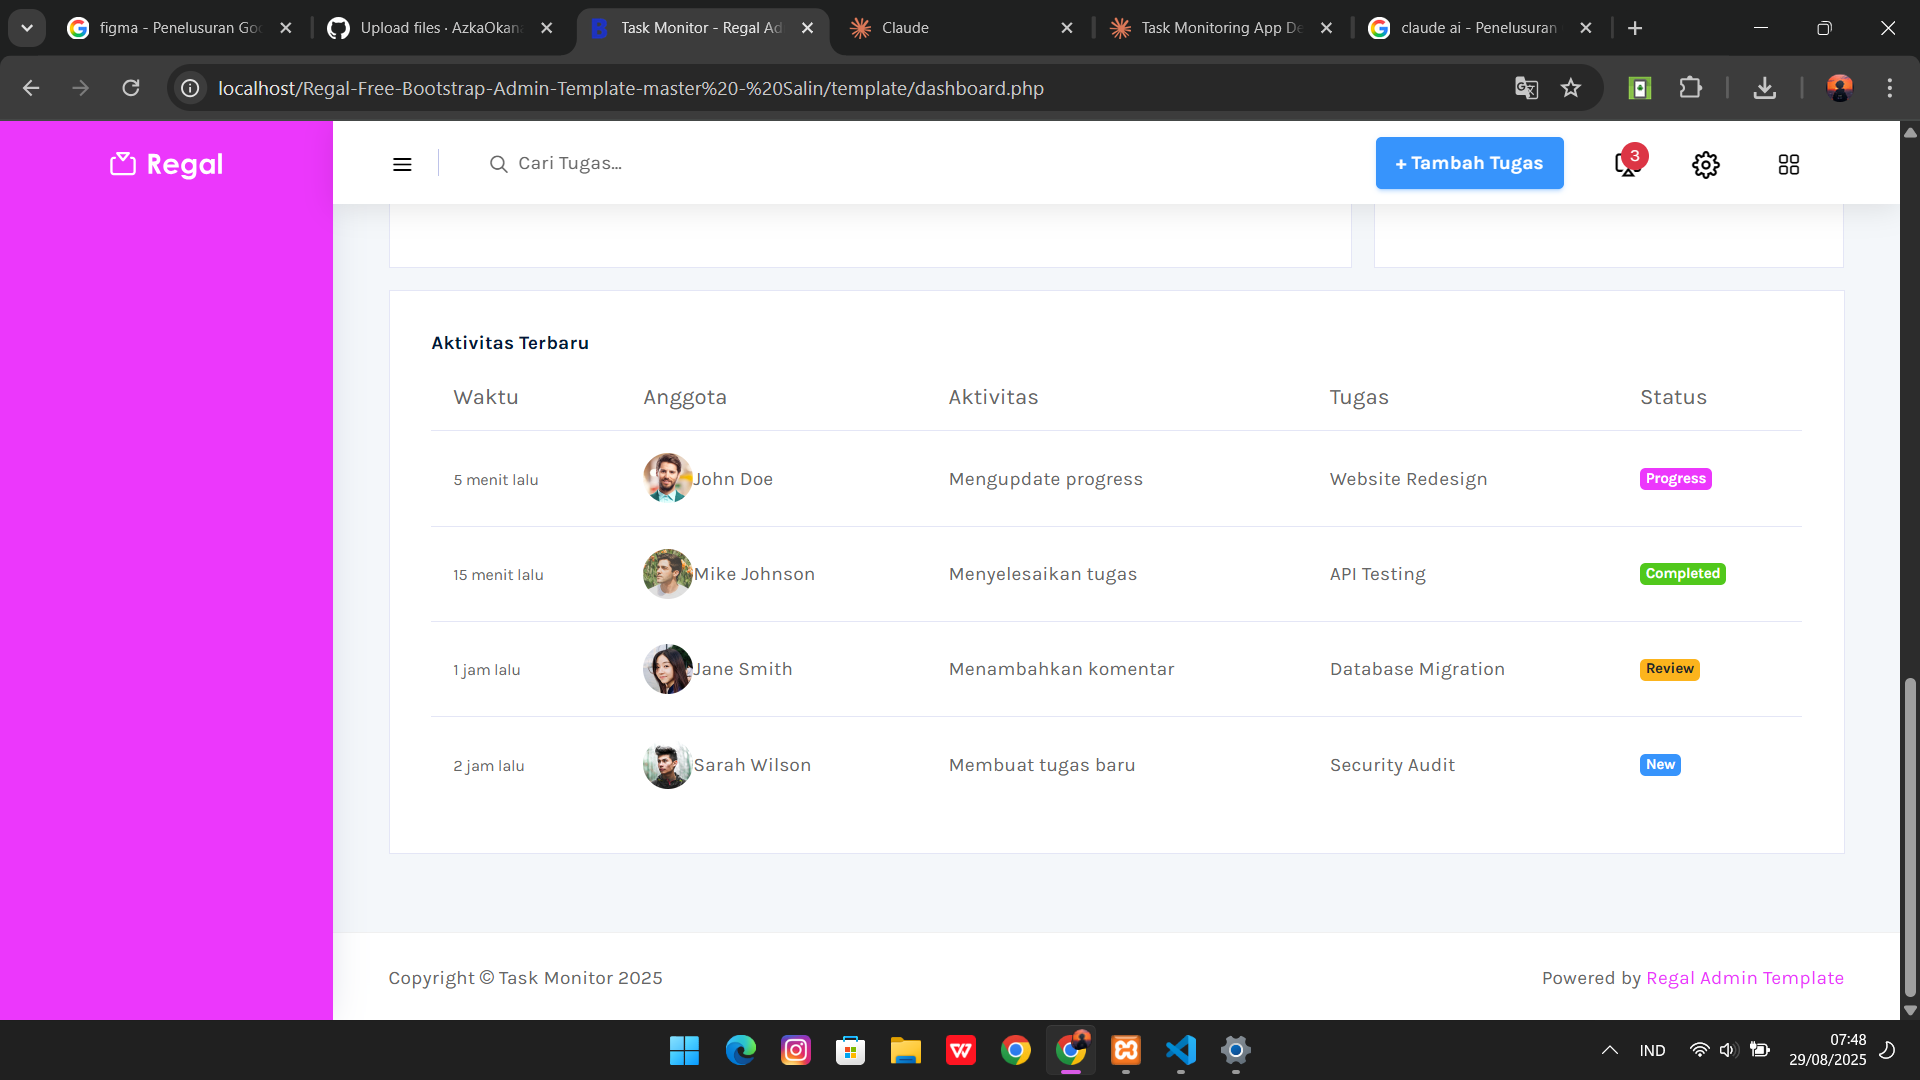 figma - Penelusuran Goo
Upload files · AzkaOkana
Task Monitor - Regal Ad
Claude
Task Monitoring App De
claude ai - Penelusuran
localhost/Regal-Free-Bootstrap-Admin-Template-master%20-%20Salin/template/dashboard.php
Regal
Cari Tugas...
+ Tambah Tugas
3
Aktivitas Terbaru
Waktu Anggota Aktivitas Tugas Status
5 menit lalu John Doe Mengupdate progress Website Redesign Progress
15 menit lalu Mike Johnson Menyelesaikan tugas API Testing Completed
1 jam lalu Jane Smith Menambahkan komentar Database Migration Review
2 jam lalu Sarah Wilson Membuat tugas baru Security Audit New
Copyright © Task Monitor 2025
Powered by Regal Admin Template
IND
07:48
29/08/2025